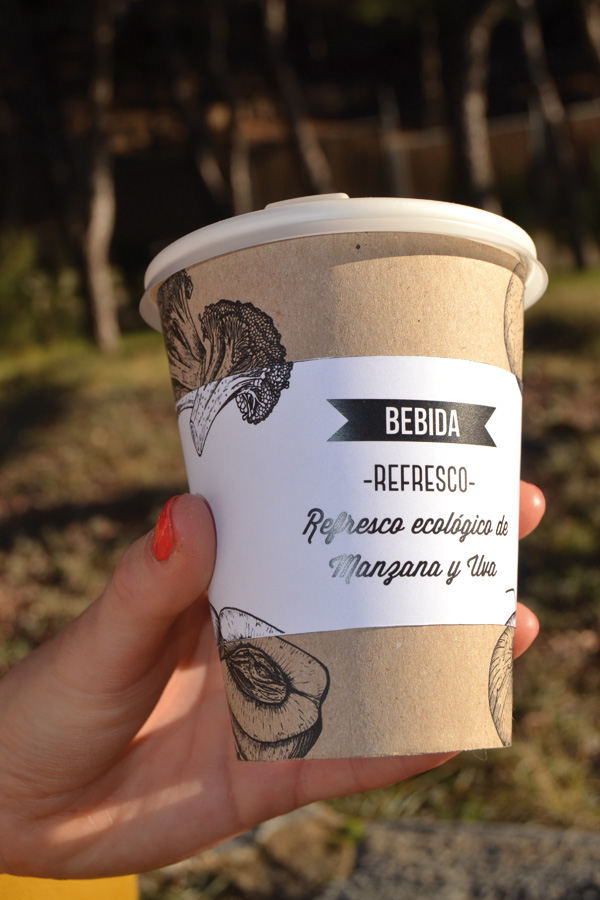 BEBIDA
-REFRESCO-
Refresco ecológico de
Manzana y Uva